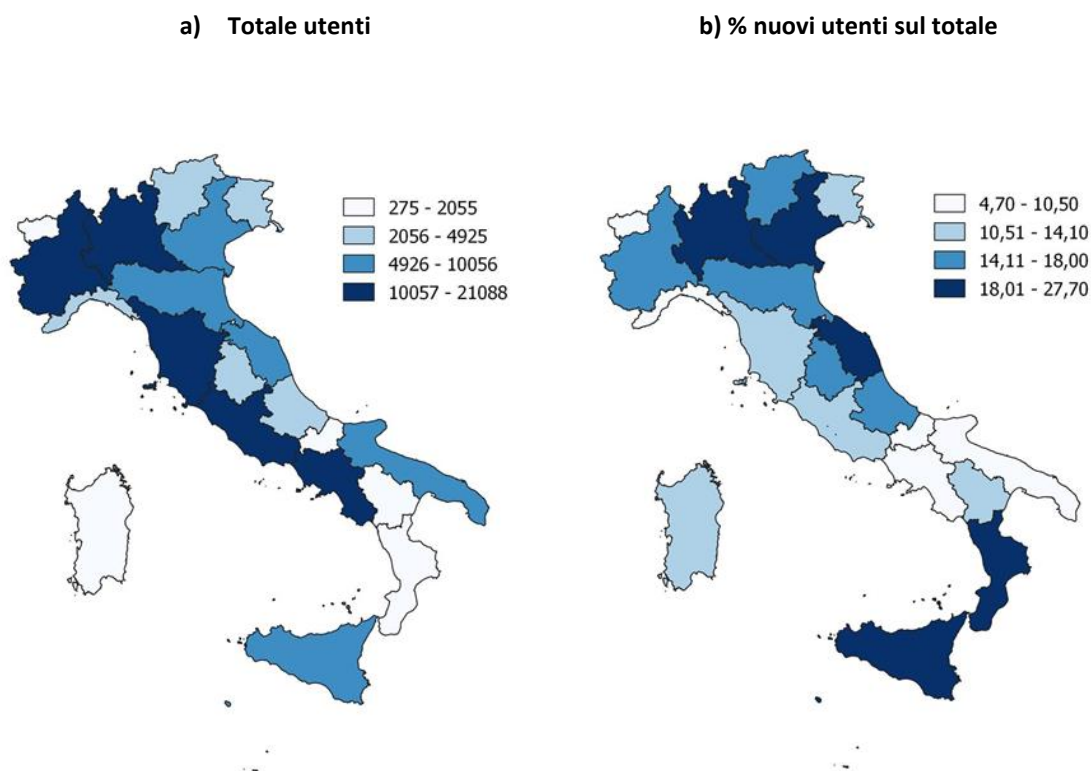 a) Totale utenti
b) % nuovi utenti sul totale
275 - 2055
2056 - 4925
4926 - 10056
10057 - 21088
4,70 - 10,50
10,51 - 14,10
14,11 - 18,00
18,01 - 27,70